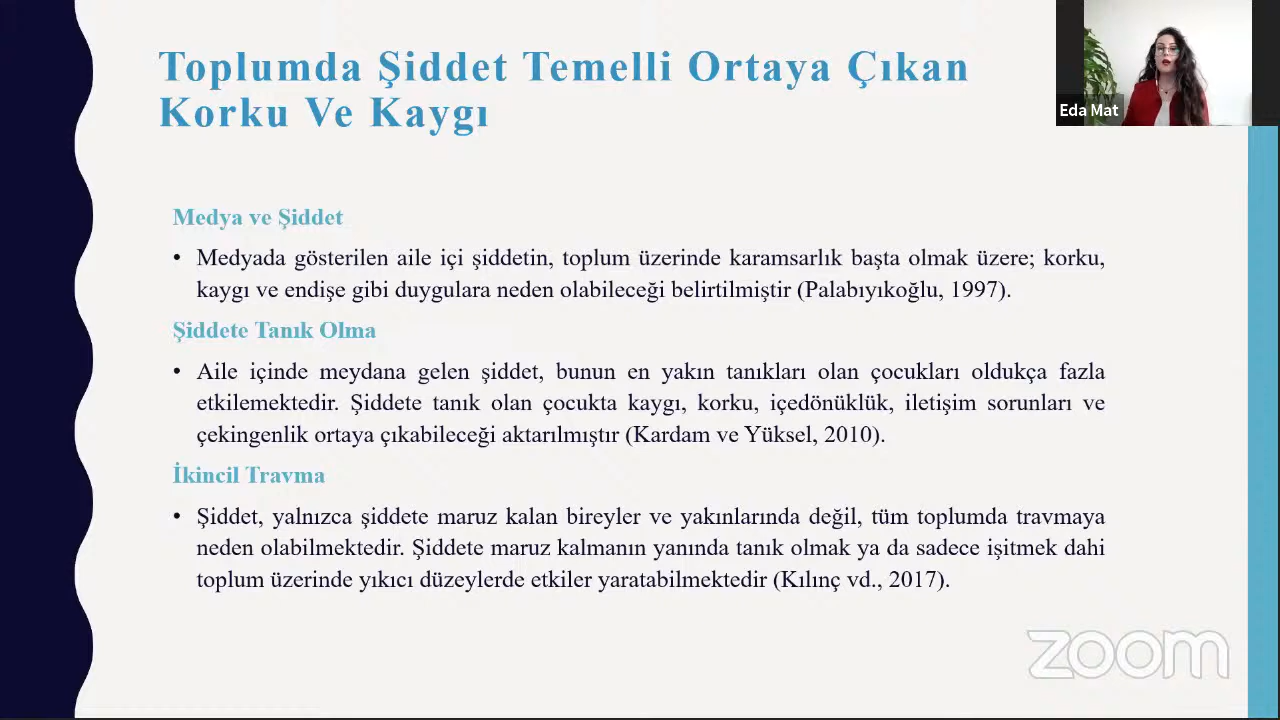 Toplumda Şiddet Temelli Ortaya Çıkan
Korku Ve Kaygı
Eda Mat
Medya ve Şiddet
• Medyada gösterilen aile içi şiddetin, toplum üzerinde karamsarlık başta olmak üzere; korku,
kaygı ve endişe gibi duygulara neden olabileceği belirtilmiştir (Palabıyıkoğlu, 1997).
Şiddete Tanık Olma
• Aile içinde meydana gelen şiddet, bunun en yakın tanıkları olan çocukları oldukça fazla
etkilemektedir. Şiddete tanık olan çocukta kaygı, korku, içedönüklük, iletişim sorunları ve
çekingenlik ortaya çıkabileceği aktarılmıştır (Kardam ve Yüksel, 2010).
İkincil Travma
• Şiddet, yalnızca şiddete maruz kalan bireyler ve yakınlarında değil, tüm toplumda travmaya
neden olabilmektedir. Şiddete maruz kalmanın yanında tanık olmak ya da sadece işitmek dahi
toplum üzerinde yıkıcı düzeylerde etkiler yaratabilmektedir (Kılınç vd., 2017).
zoom